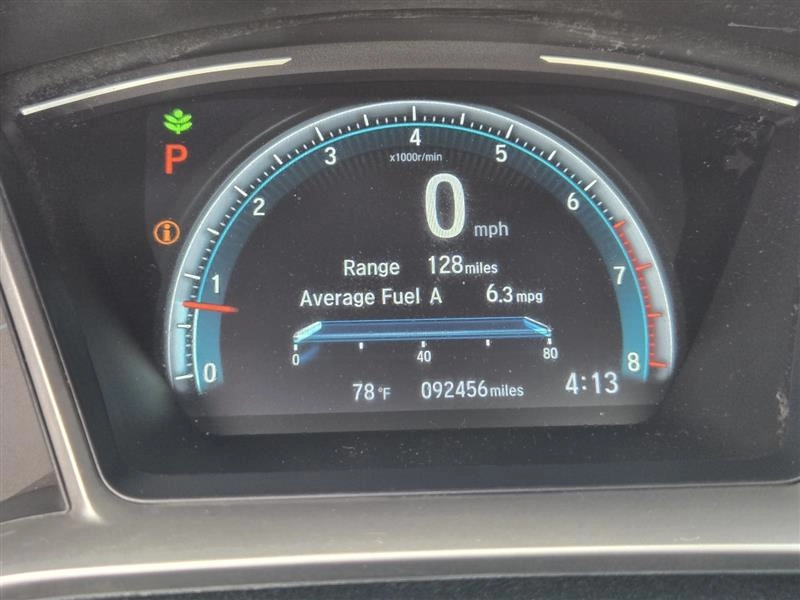 P
i
0 1 2 3 4 5 6 7 8
x1000r/min
0 mph
Range 128 miles
Average Fuel A 6.3 mpg
0 40 80
78 °F 092456 miles 4:13